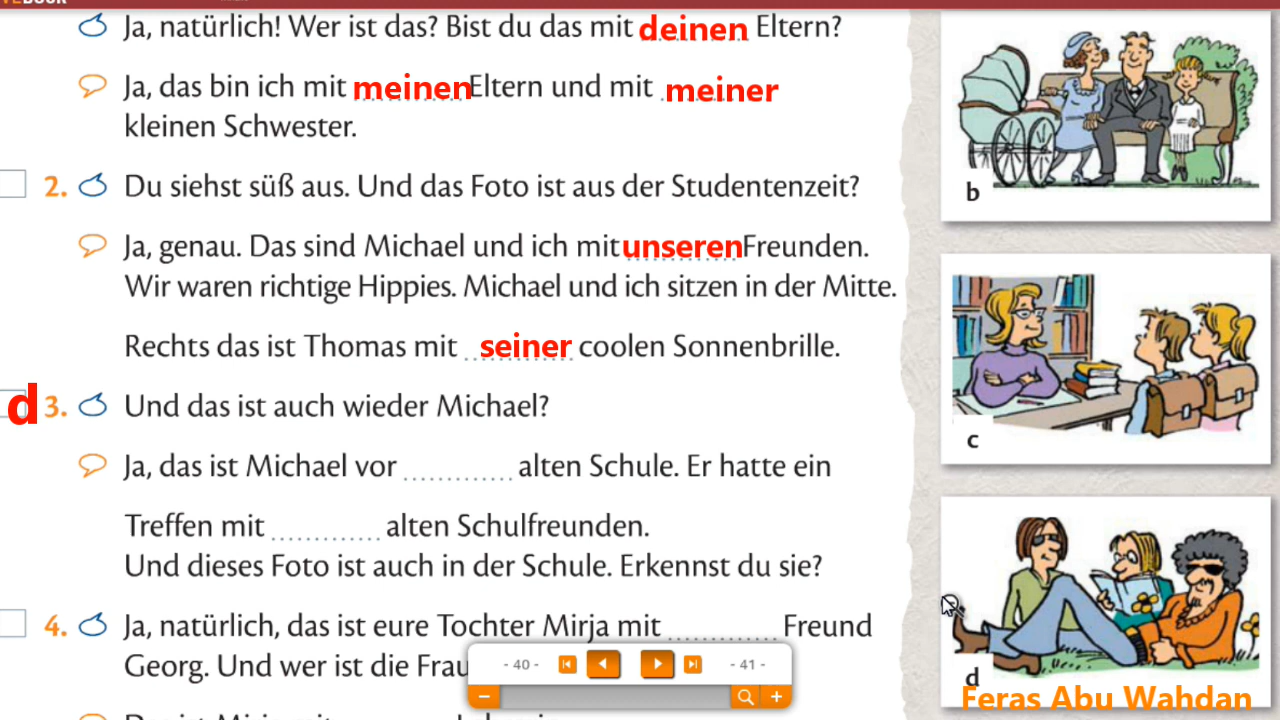 Ja, natürlich! Wer ist das? Bist du das mit deinen Eltern?
Ja, das bin ich mit meinen Eltern und mit meiner
kleinen Schwester.
2. Du siehst süß aus. Und das Foto ist aus der Studentenzeit?
Ja, genau. Das sind Michael und ich mit unseren Freunden.
Wir waren richtige Hippies. Michael und ich sitzen in der Mitte.
Rechts das ist Thomas mit seiner coolen Sonnenbrille.
d 3. Und das ist auch wieder Michael?
Ja, das ist Michael vor ............. alten Schule. Er hatte ein
Treffen mit ............. alten Schulfreunden.
Und dieses Foto ist auch in der Schule. Erkennst du sie?
4. Ja, natürlich, das ist eure Tochter Mirja mit ............. Freund
Georg. Und wer ist die Frau
- 40 -
- 41 -
b
c
d
Feras Abu Wahdan